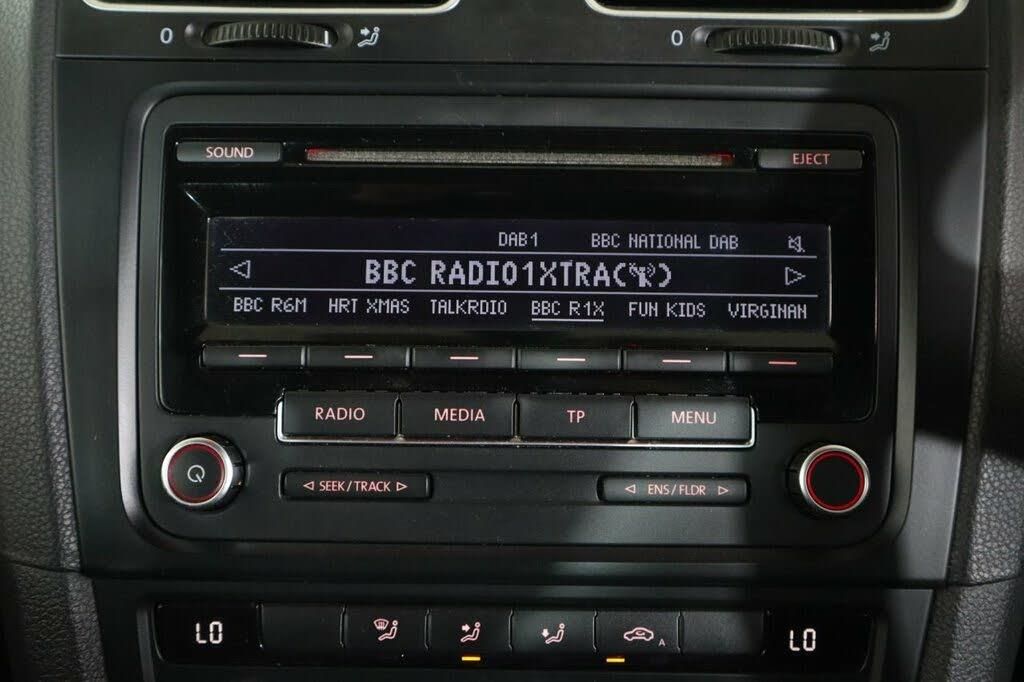 0 0
SOUND EJECT
DAB1 BBC NATIONAL DAB
BBC RADIO1XTRA( )
BBC R6M HRT XMAS TALKRDIO BBC R1X FUN KIDS VIRGINAN
RADIO MEDIA TP MENU
SEEK/TRACK ENS/FLDR
LO A LO